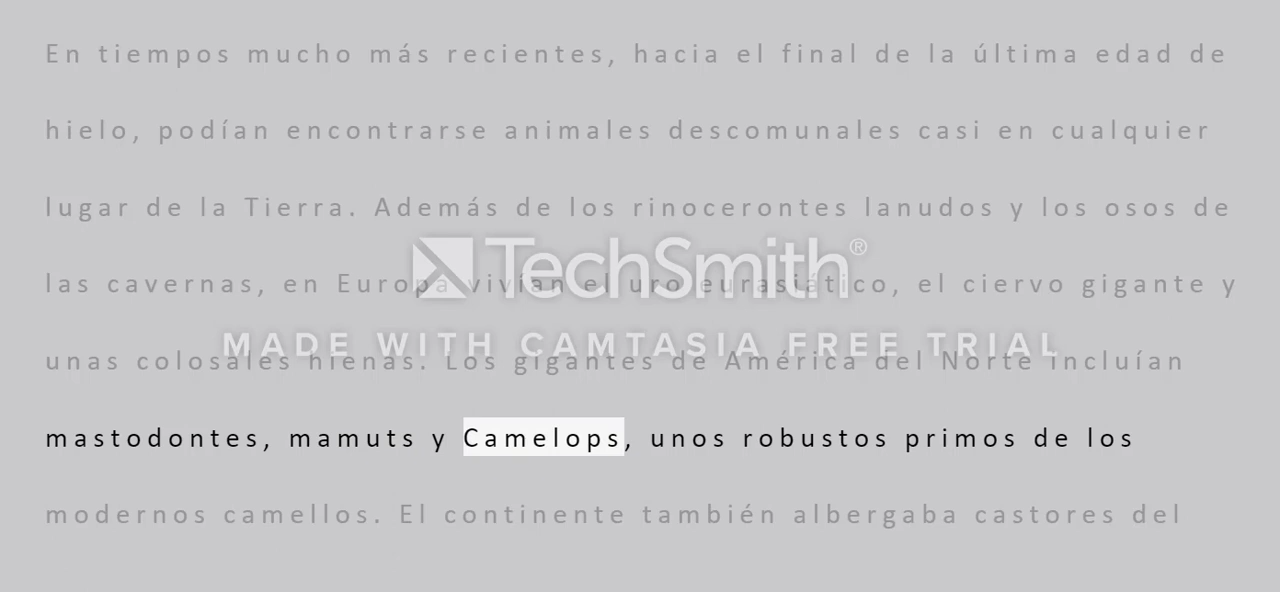 En tiempos mucho más recientes, hacia el final de la última edad de
hielo, podían encontrarse animales descomunales casi en cualquier
lugar de la Tierra. Además de los rinocerontes lanudos y los osos de
TechSmith®
las cavernas, en Europa vivían el uro eurasiático, el ciervo gigante y
MADE WITH CAMTASIA FREE TRIAL
unas colosales hienas. Los gigantes de América del Norte incluían
mastodontes, mamuts y Camelops, unos robustos primos de los
modernos camellos. El continente también albergaba castores del